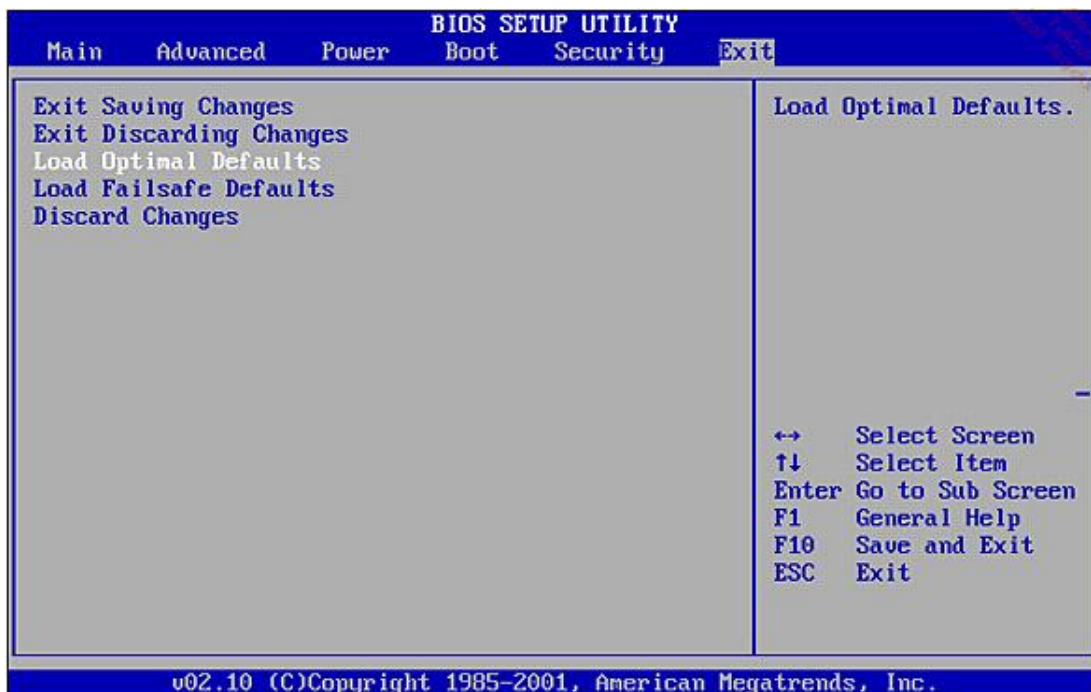 BIOS SETUP UTILITY
Main Advanced Power Boot Security Exit
Exit Saving Changes
Exit Discarding Changes
Load Optimal Defaults
Load Failsafe Defaults
Discard Changes
Load Optimal Defaults.
←→ Select Screen
↑↓ Select Item
Enter Go to Sub Screen
F1 General Help
F10 Save and Exit
ESC Exit
v02.10 (C)Copyright 1985-2001, American Megatrends, Inc.